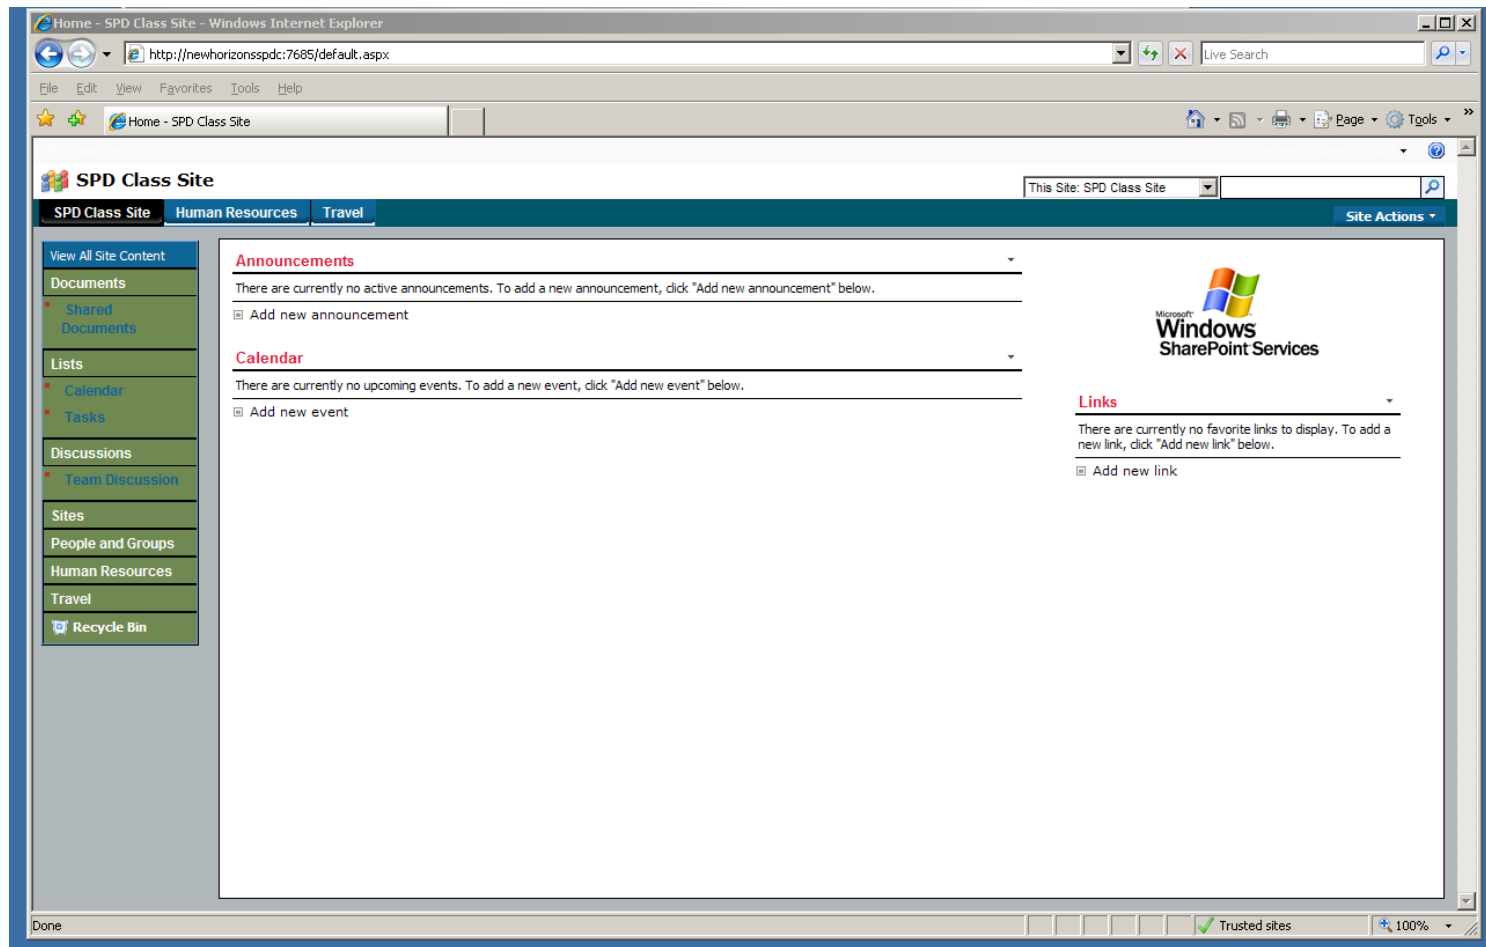 Home - SPD Class Site - Windows Internet Explorer
http://newhorizonsspdc:7685/default.aspx
Live Search
File Edit View Favorites Tools Help
Home - SPD Class Site
Page Tools
SPD Class Site
This Site: SPD Class Site
SPD Class Site Human Resources Travel
Site Actions
View All Site Content
Documents
Shared
Documents
Lists
Calendar
Tasks
Discussions
Team Discussion
Sites
People and Groups
Human Resources
Travel
Recycle Bin
Announcements
There are currently no active announcements. To add a new announcement, click "Add new announcement" below.
Add new announcement
Calendar
There are currently no upcoming events. To add a new event, click "Add new event" below.
Add new event
Microsoft
Windows
SharePoint Services
Links
There are currently no favorite links to display. To add a
new link, click "Add new link" below.
Add new link
Done
Trusted sites
100%